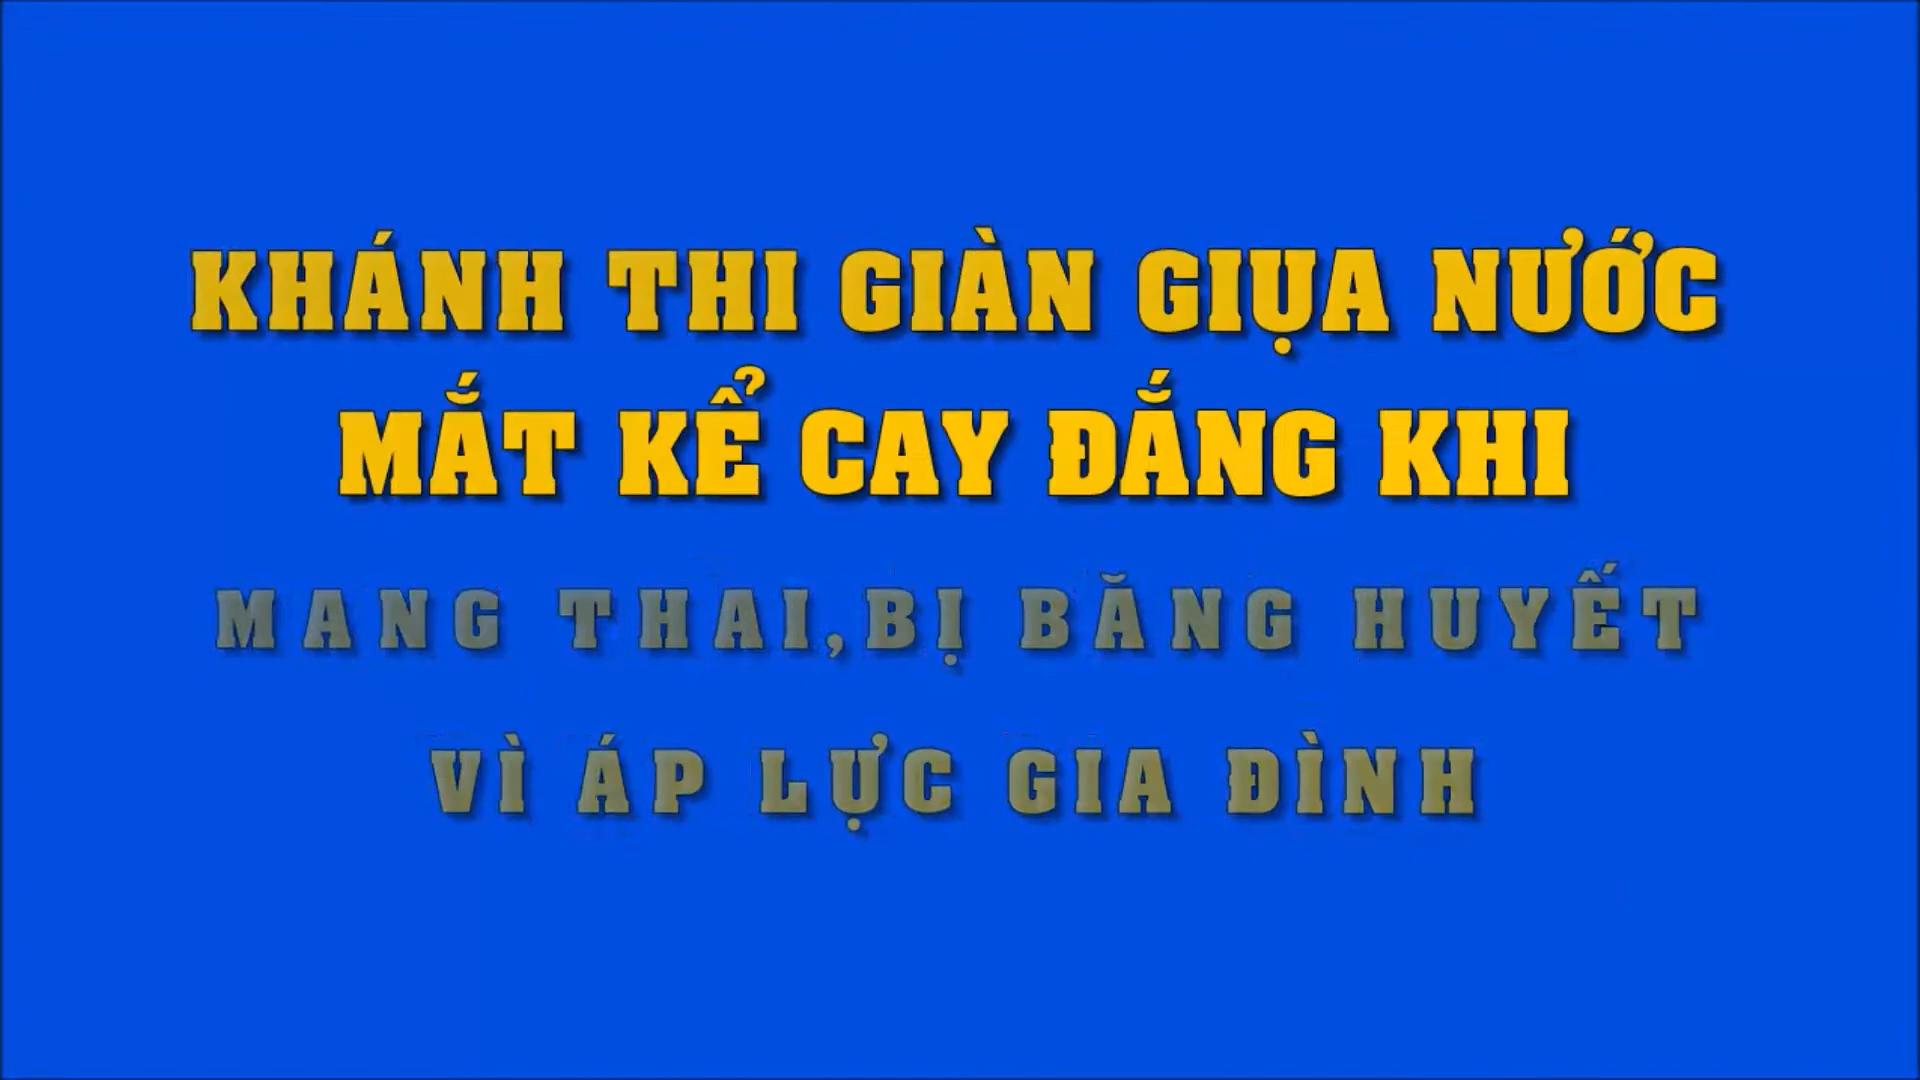 KHÁNH THI GIÀN GIỤA NƯỚC
MẮT KỂ CAY ĐẮNG KHI
MANG THAI,BỊ BĂNG HUYẾT
VÌ ÁP LỰC GIA ĐÌNH